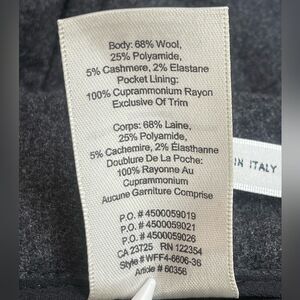 Body: 68% Wool,
25% Polyamide,
5% Cashmere, 2% Elastane
Pocket Lining:
100% Cuprammonium Rayon
Exclusive Of Trim
Corps: 68% Laine,
25% Polyamide,
5% Cachemire, 2% Élasthanne
Doublure De La Poche:
100% Rayonne Au
Cuprammonium
Aucune Garniture Comprise
P.O. # 4500059019
P.O. # 4500059021
P.O. # 4500059026
CA 23725 RN 122354
Style # WFF4-6606-36
Article # 60356
IN ITALY